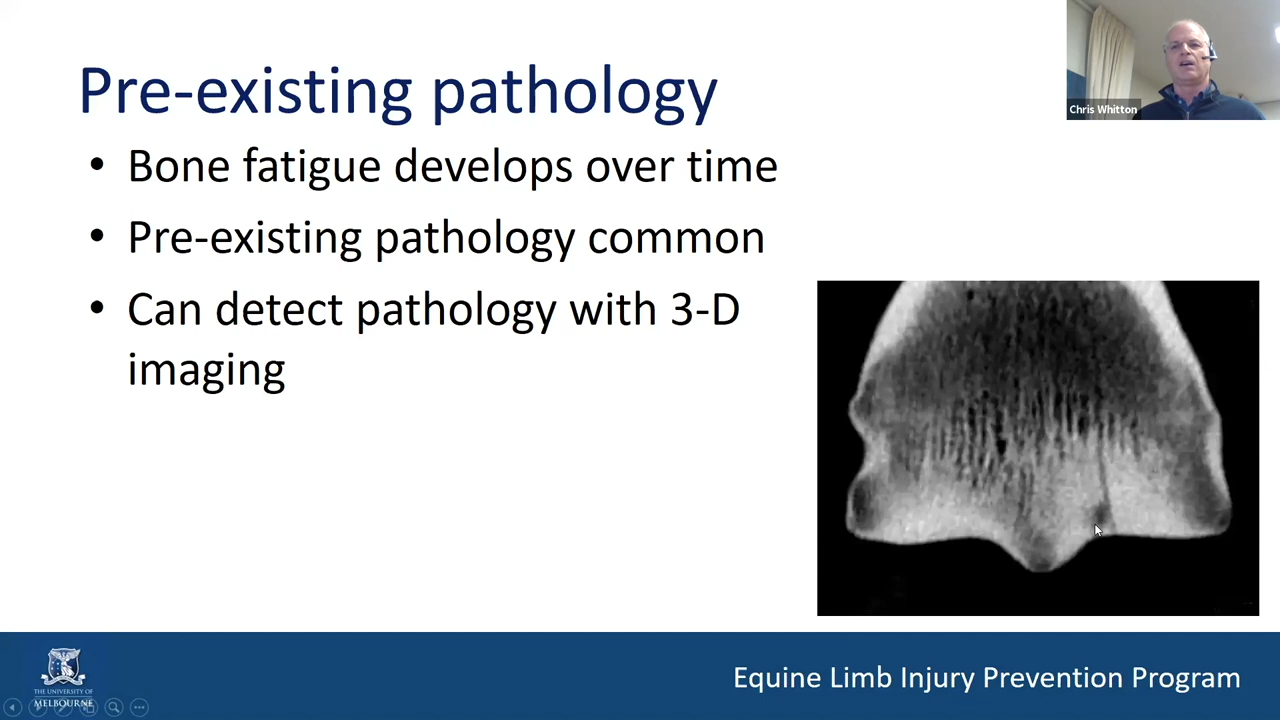 Pre-existing pathology
Chris Whitton
• Bone fatigue develops over time
• Pre-existing pathology common
• Can detect pathology with 3-D
imaging
THE UNIVERSITY OF
MELBOURNE
Equine Limb Injury Prevention Program